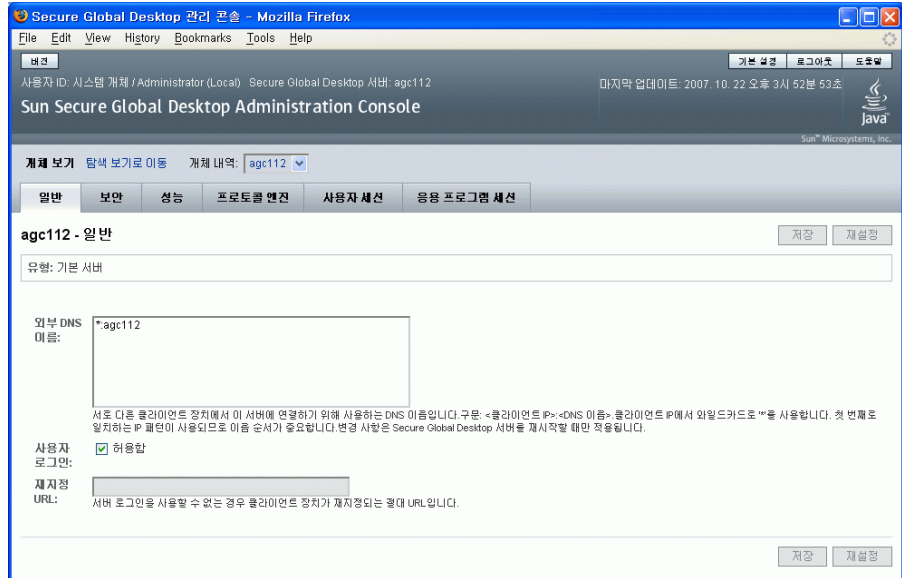 Secure Global Desktop 관리 콘솔 - Mozilla Firefox
File Edit View History Bookmarks Tools Help
버전 기본 설정 로그아웃 도움말
사용자 ID: 시스템 개체 / Administrator (Local) Secure Global Desktop 서버: agc112 마지막 업데이트: 2007. 10. 22 오후 3시 52분 53초
Sun Secure Global Desktop Administration Console
Java™
Sun™ Microsystems, Inc.
개체 보기 탐색 보기로 이동 개체 내역: agc112
일반 보안 성능 프로토콜 엔진 사용자 세션 응용 프로그램 세션
agc112 - 일반 저장 재설정
유형: 기본 서버
외부 DNS 이름: *:agc112
서로 다른 클라이언트 장치에서 이 서버에 연결하기 위해 사용하는 DNS 이름입니다.구문: <클라이언트 IP>:<DNS 이름>.클라이언트 IP에서 와일드카드로 '*'를 사용합니다. 첫 번째로
일치하는 IP 패턴이 사용되므로 이름 순서가 중요합니다.변경 사항은 Secure Global Desktop 서버를 재시작할 때만 적용됩니다.
사용자 로그인: 허용함
재지정 URL:
서버 로그인을 사용할 수 없는 경우 클라이언트 장치가 재지정되는 절대 URL입니다.
저장 재설정